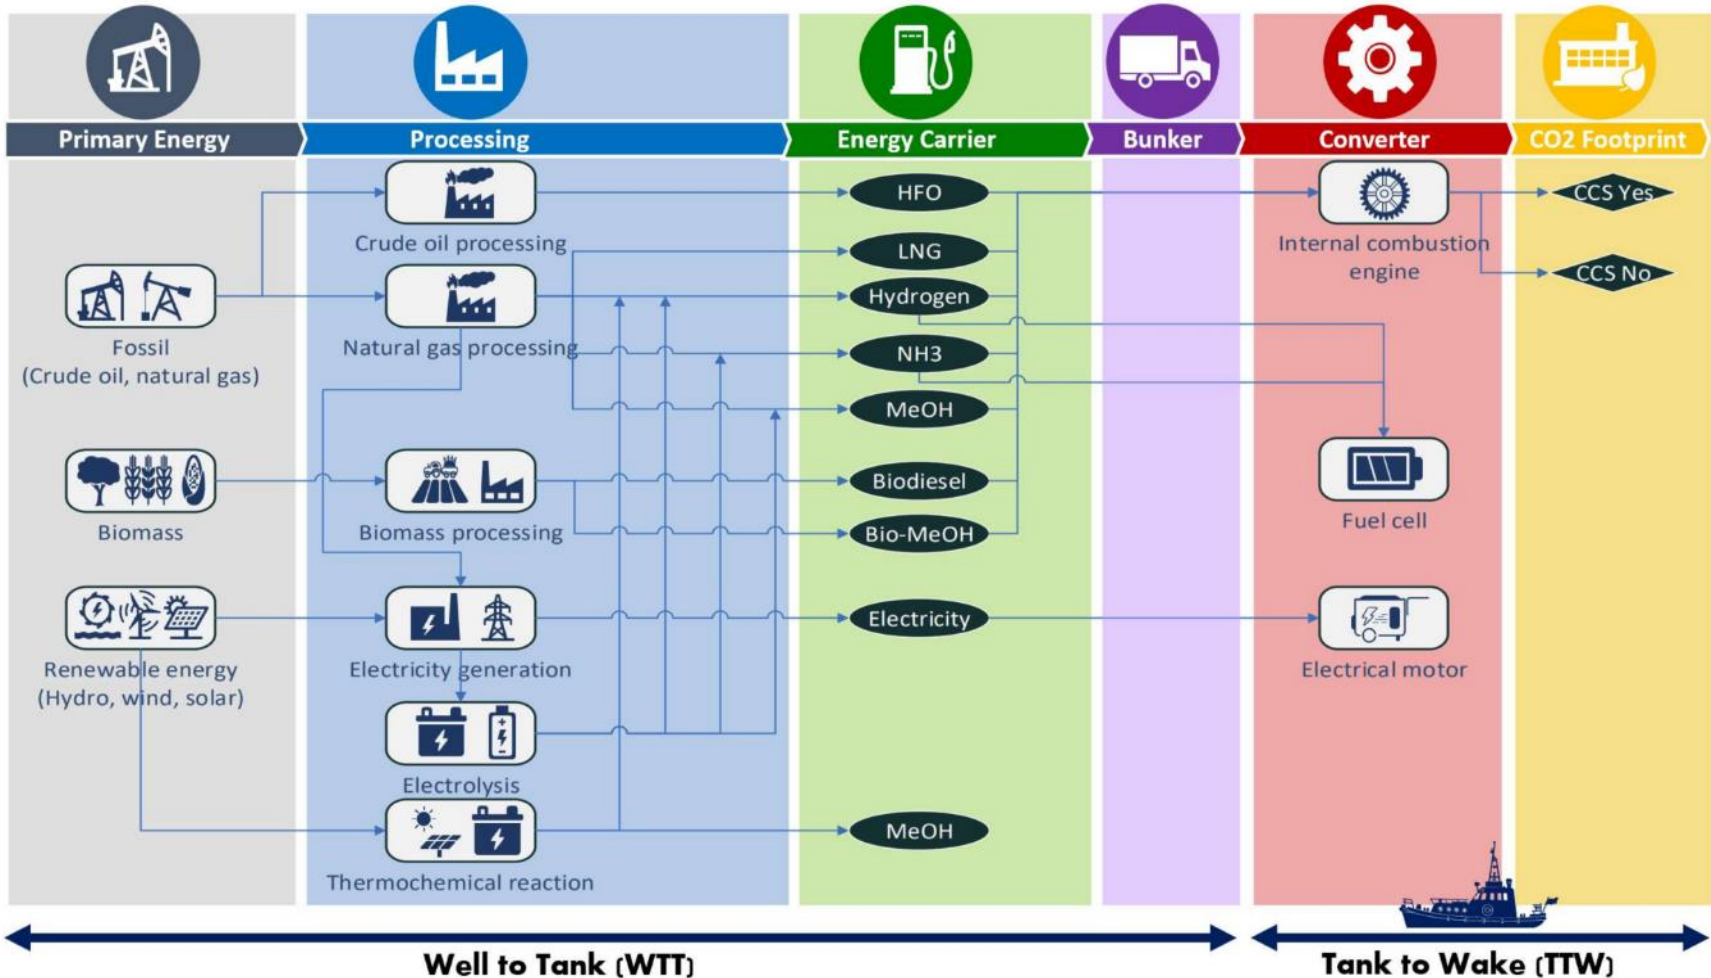 Primary Energy
Processing
Energy Carrier
Bunker
Converter
CO2 Footprint
Crude oil processing
HFO
Internal combustion
engine
CCS Yes
CCS No
Fossil
(Crude oil, natural gas)
Natural gas processing
LNG
Hydrogen
NH3
MeOH
Fuel cell
Biomass
Biomass processing
Biodiesel
Bio-MeOH
Renewable energy
(Hydro, wind, solar)
Electricity generation
Electricity
Electrical motor
Electrolysis
Thermochemical reaction
MeOH
Well to Tank (WTT)
Tank to Wake (TTW)